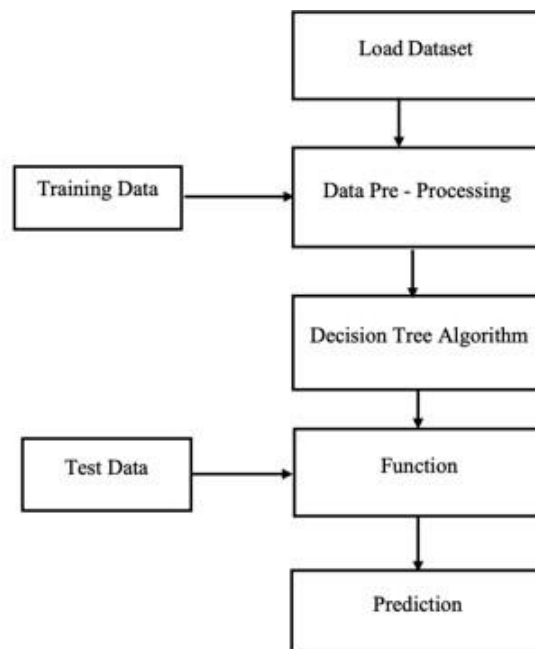 Load Dataset
Training Data
Data Pre - Processing
Decision Tree Algorithm
Test Data
Function
Prediction